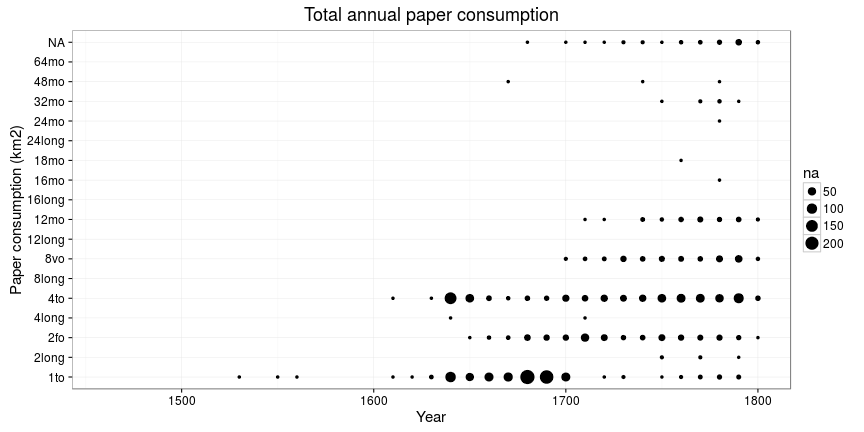 Total annual paper consumption
Paper consumption (km2)
NA
64mo
48mo
32mo
24mo
24long
18mo
16mo
16long
12mo
12long
8vo
8long
4to
4long
2fo
2long
1to
1500 1600 1700 1800
Year
na
50
100
150
200